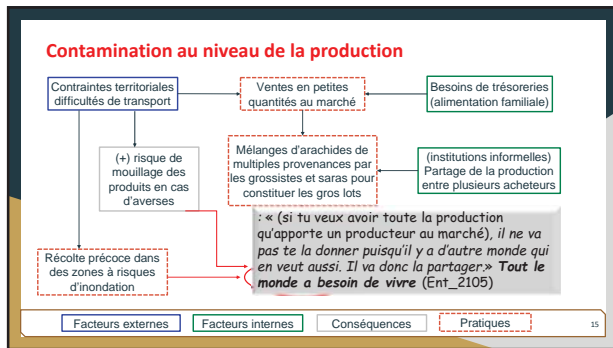 Contamination au niveau de la production
Contraintes territoriales
difficultés de transport
Ventes en petites
quantités au marché
Besoins de trésoreries
(alimentation familiale)
(+) risque de
mouillage des
produits en cas
d'averses
Mélanges d'arachides de
multiples provenances par
les grossistes et saras pour
constituer les gros lots
(institutions informelles)
Partage de la production
entre plusieurs acheteurs
: « (si tu veux avoir toute la production
qu'apporte un producteur au marché), il ne va
pas te la donner puisqu'il y a d'autre monde qui
en veut aussi. Il va donc la partager.» Tout le
monde a besoin de vivre (Ent_2105)
Récolte précoce dans
des zones à risques
d'inondation
Facteurs externes
Facteurs internes
Conséquences
Pratiques
15